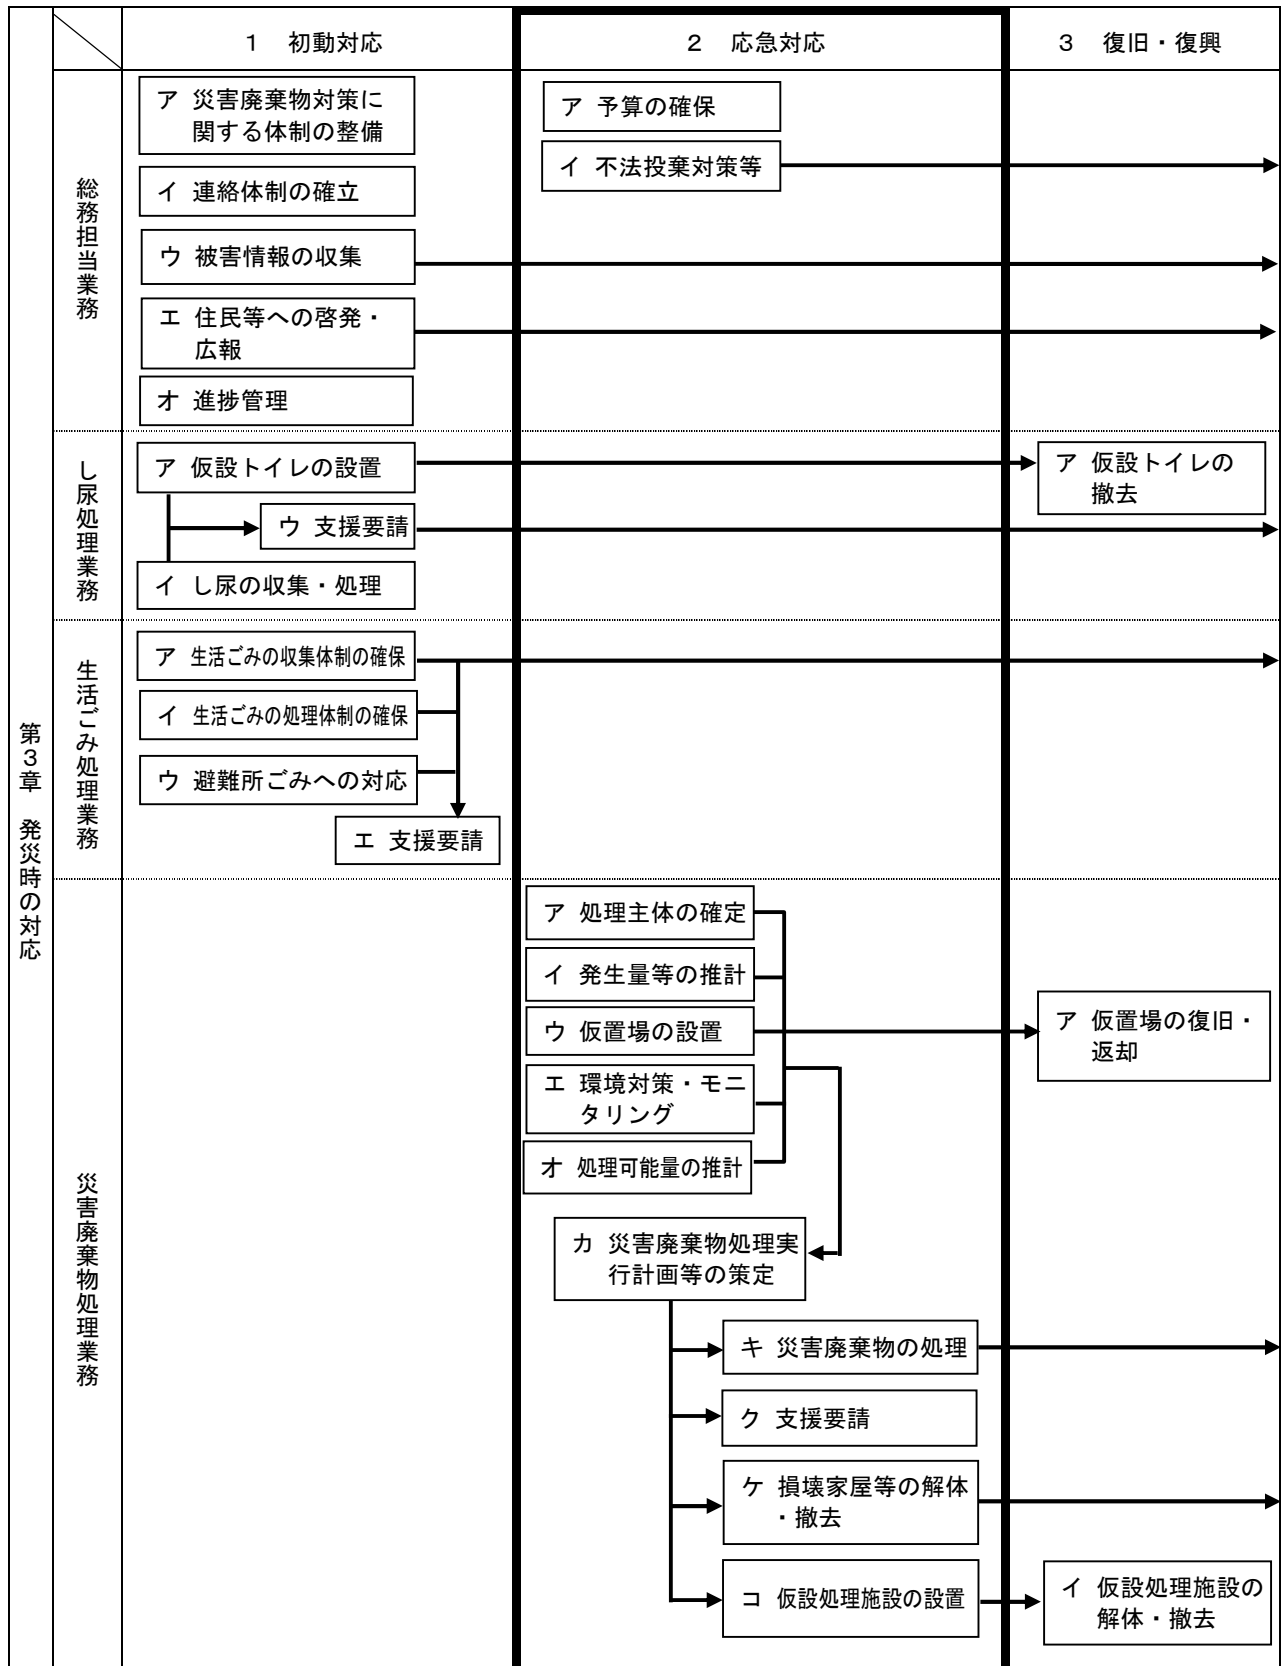 第3章　発災時の対応
1　初動対応
2　応急対応
3　復旧・復興
総務担当業務
ア 災害廃棄物対策に
関する体制の整備
イ 連絡体制の確立
ウ 被害情報の収集
エ 住民等への啓発・
広報
オ 進捗管理
ア 予算の確保
イ 不法投棄対策等
し尿処理業務
ア 仮設トイレの設置
ウ 支援要請
イ し尿の収集・処理
ア 仮設トイレの
撤去
生活ごみ処理業務
ア 生活ごみの収集体制の確保
イ 生活ごみの処理体制の確保
ウ 避難所ごみへの対応
エ 支援要請
災害廃棄物処理業務
ア 処理主体の確定
イ 発生量等の推計
ウ 仮置場の設置
エ 環境対策・モニ
タリング
オ 処理可能量の推計
カ 災害廃棄物処理実
行計画等の策定
キ 災害廃棄物の処理
ク 支援要請
ケ 損壊家屋等の解体
・撤去
コ 仮設処理施設の設置
ア 仮置場の復旧・
返却
イ 仮設処理施設の
解体・撤去